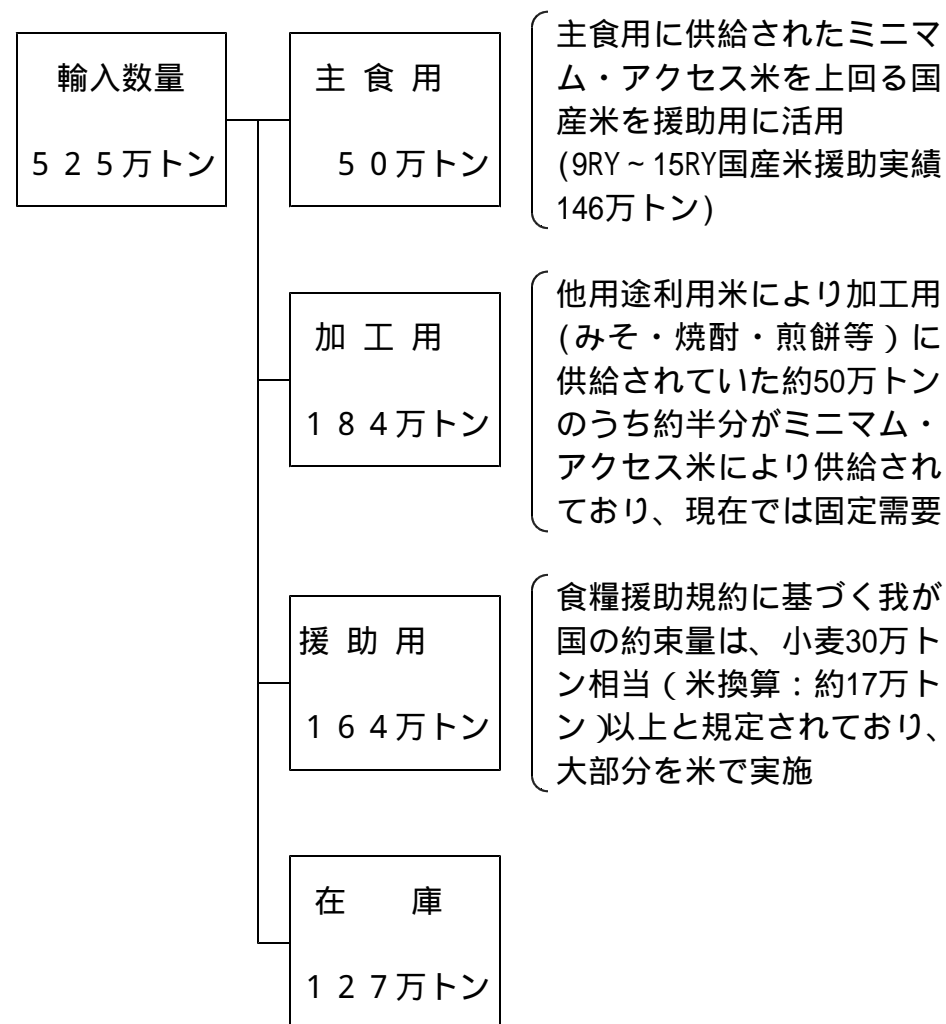 輸入数量
５２５万トン
主 食 用
５０万トン
主食用に供給されたミニマ
ム・アクセス米を上回る国
産米を援助用に活用
(9RY～15RY国産米援助実績
146万トン)
加 工 用
１８４万トン
他用途利用米により加工用
(みそ・焼酎・煎餅等）に
供給されていた約50万トン
のうち約半分がミニマム・
アクセス米により供給され
ており、現在では固定需要
援 助 用
１６４万トン
食糧援助規約に基づく我が
国の約束量は、小麦30万ト
ン相当（米換算：約17万ト
ン）以上と規定されており、
大部分を米で実施
在　庫
１２７万トン